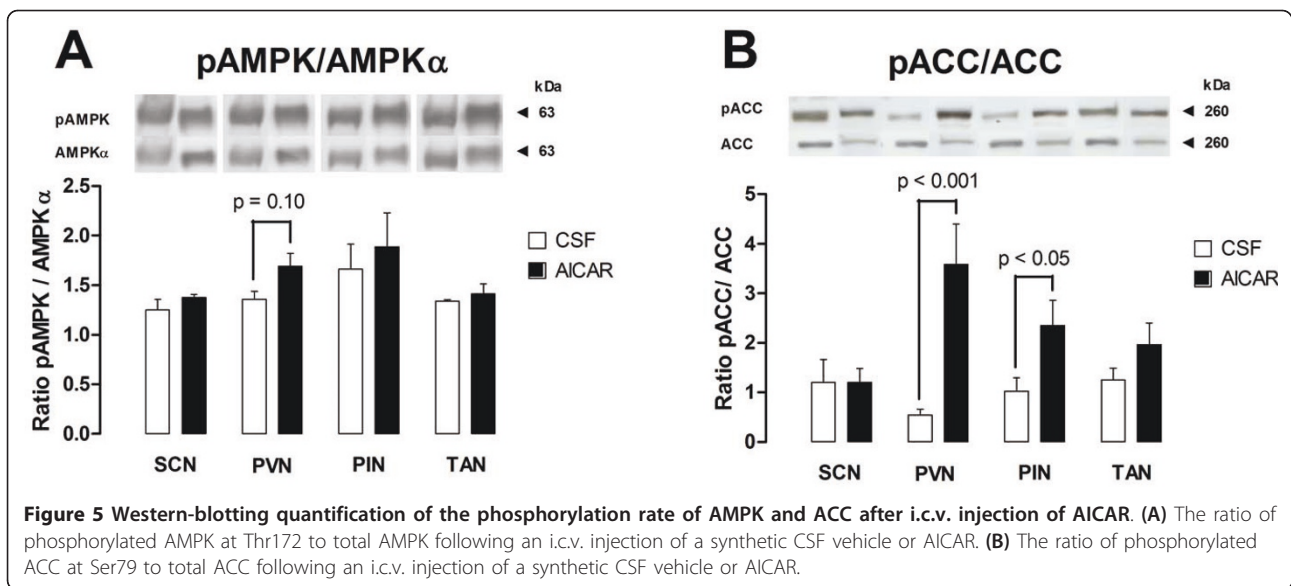 A
pAMPK/AMPKα
kDa
pAMPK ◄ 63
AMPKα ◄ 63
2.5
2.0
1.5
1.0
0.5
0.0
Ratio pAMPK / AMPKα
p = 0.10
CSF
AICAR
SCN PVN PIN TAN
B
pACC/ACC
kDa
pACC ◄ 260
ACC ◄ 260
5
4
3
2
1
0
Ratio pACC/ ACC
p < 0.001
p < 0.05
CSF
AICAR
SCN PVN PIN TAN
Figure 5 Western-blotting quantification of the phosphorylation rate of AMPK and ACC after i.c.v. injection of AICAR. (A) The ratio of
phosphorylated AMPK at Thr172 to total AMPK following an i.c.v. injection of a synthetic CSF vehicle or AICAR. (B) The ratio of phosphorylated
ACC at Ser79 to total ACC following an i.c.v. injection of a synthetic CSF vehicle or AICAR.